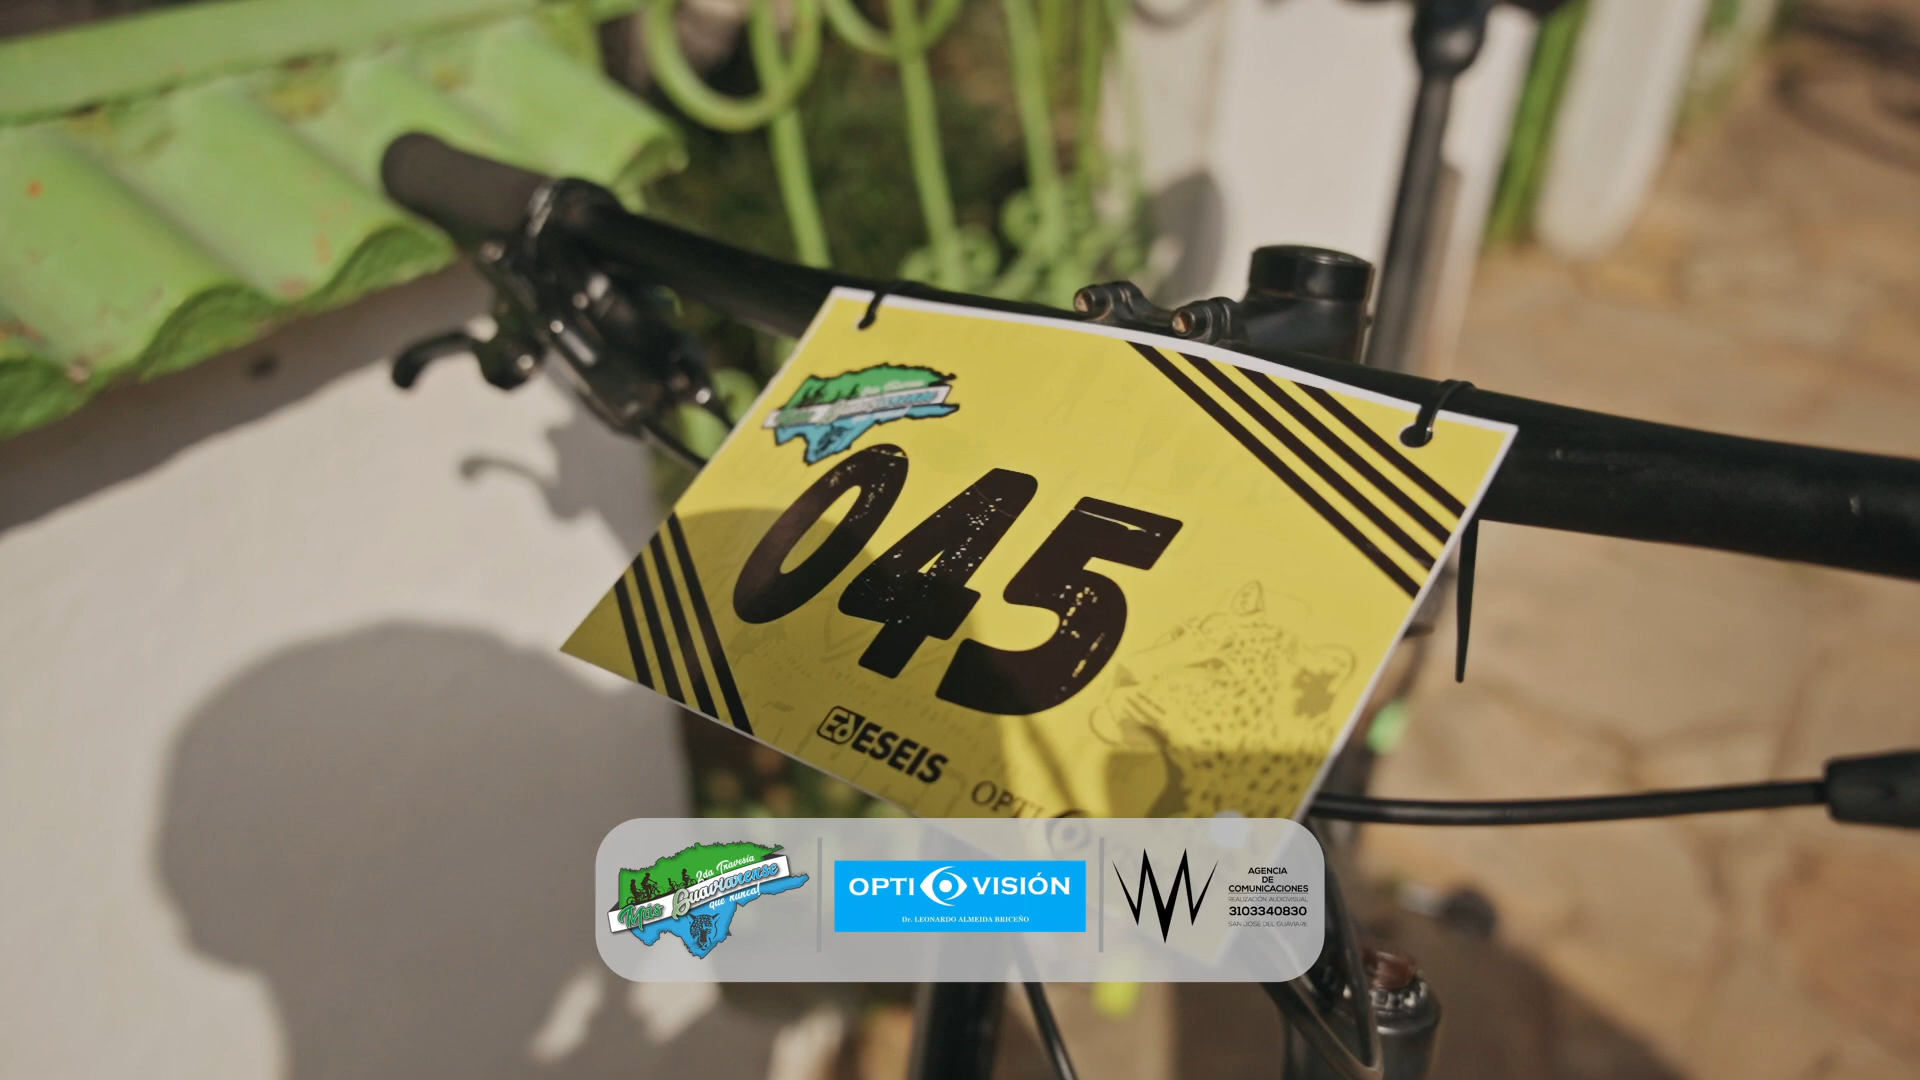 045
ESEIS
OPTI
2da Travesía
Más Guaviarense
que nunca!
OPTI VISIÓN
Dr. LEONARDO ALMEIDA BRICEÑO
AGENCIA
DE
COMUNICACIONES
REALIZACIÓN AUDIOVISUAL
3103340830
SAN JOSE DEL GUAVIARE